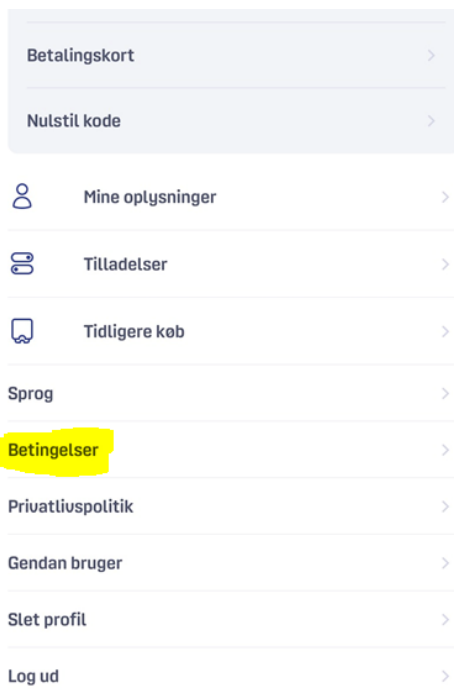 Betalingskort
Nulstil kode
Mine oplysninger
Tilladelser
Tidligere køb
Sprog
Betingelser
Privatlivspolitik
Gendan bruger
Slet profil
Log ud